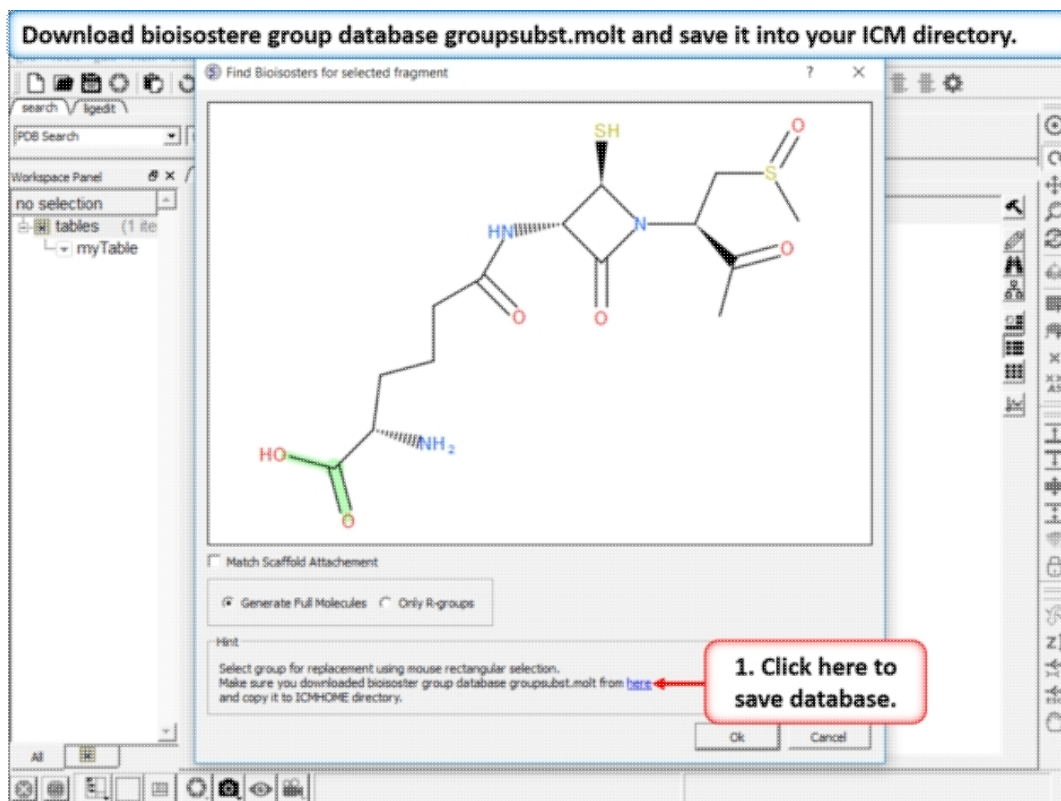 Download bioisostere group database groupsubst.molt and save it into your ICM directory.
Find Bioisosters for selected fragment
? ×
search ligedit
PDB Search
Workspace Panel
no selection
tables (1 ite
myTable
SH
O
S
HN
N
O
O
O
HO
NH2
O
Match Scaffold Attachement
Generate Full Molecules Only R-groups
Hint
Select group for replacement using mouse rectangular selection.
Make sure you downloaded bioisoster group database groupsubst.molt from here
and copy it to ICMHOME directory.
1. Click here to
save database.
Ok Cancel
All